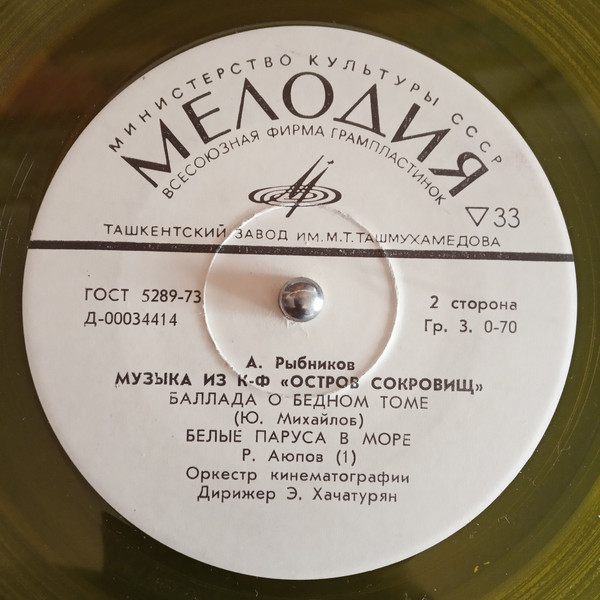 МИНИСТЕРСТВО КУЛЬТУРЫ СССР
МЕЛОДИЯ
ВСЕСОЮЗНАЯ ФИРМА ГРАМПЛАСТИНОК
▽33
ТАШКЕНТСКИЙ ЗАВОД ИМ. М.Т. ТАШМУХАМЕДОВА
ГОСТ 5289-73
Д-00034414
2 сторона
Гр. 3. 0-70
А. Рыбников
МУЗЫКА ИЗ К-Ф «ОСТРОВ СОКРОВИЩ»
БАЛЛАДА О БЕДНОМ ТОМЕ
(Ю. Михайлов)
БЕЛЫЕ ПАРУСА В МОРЕ
Р. Аюпов (1)
Оркестр кинематографии
Дирижер Э. Хачатурян